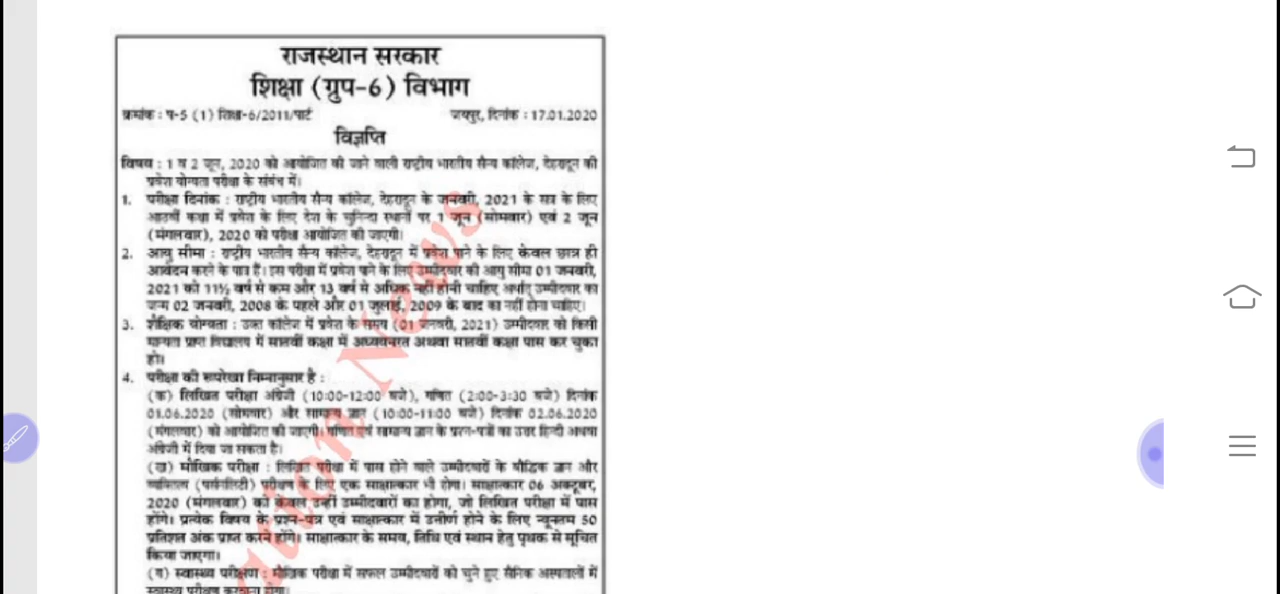 राजस्थान सरकार
शिक्षा (ग्रुप-6) विभाग
क्रमांक : प-5 (1) शिक्षा-6/2011/पार्ट जयपुर, दिनांक : 17.01.2020
विज्ञप्ति
विषय : 1 व 2 जून, 2020 को आयोजित की जाने वाली राष्ट्रीय भारतीय सैन्य कॉलेज, देहरादून की
प्रवेश योग्यता परीक्षा के संबंध में।
1. परीक्षा दिनांक : राष्ट्रीय भारतीय सैन्य कॉलेज, देहरादून के जनवरी, 2021 के सत्र के लिए
आठवीं कक्षा में प्रवेश के लिए देश के चुनिन्दा स्थानों पर 1 जून (सोमवार) एवं 2 जून
(मंगलवार), 2020 को परीक्षा आयोजित की जाएगी।
2. आयु सीमा : राष्ट्रीय भारतीय सैन्य कॉलेज, देहरादून में प्रवेश पाने के लिए केवल छात्र ही
आवेदन करने के पात्र हैं। इस परीक्षा में प्रवेश पाने के लिए उम्मीदवार की आयु सीमा 01 जनवरी,
2021 को 11½ वर्ष से कम और 13 वर्ष से अधिक नहीं होनी चाहिए अर्थात् उम्मीदवार का
जन्म 02 जनवरी, 2008 के पहले और 01 जुलाई, 2009 के बाद का नहीं होना चाहिए।
3. शैक्षिक योग्यता : उक्त कॉलेज में प्रवेश के समय (01 जनवरी, 2021) उम्मीदवार को किसी
मान्यता प्राप्त विद्यालय में सातवीं कक्षा में अध्ययनरत अथवा सातवीं कक्षा पास कर चुका
हो।
4. परीक्षा की रूपरेखा निम्नानुसार है :
(क) लिखित परीक्षा अंग्रेजी (10:00-12:00 बजे), गणित (2:00-3:30 बजे) दिनांक
01.06.2020 (सोमवार) और सामान्य ज्ञान (10:00-11:00 बजे) दिनांक 02.06.2020
(मंगलवार) को आयोजित की जाएगी। गणित एवं सामान्य ज्ञान के प्रश्न-पत्रों का उत्तर हिन्दी अथवा
अंग्रेजी में दिया जा सकता है।
(ख) मौखिक परीक्षा : लिखित परीक्षा में पास होने वाले उम्मीदवारों के बौद्धिक ज्ञान और
व्यक्तित्व (पर्सनेलिटी) परीक्षण के लिए एक साक्षात्कार भी होगा। साक्षात्कार 06 अक्टूबर,
2020 (मंगलवार) को केवल उन्हीं उम्मीदवारों का होगा, जो लिखित परीक्षा में पास
होंगे। प्रत्येक विषय के प्रश्न-पत्र एवं साक्षात्कार में उत्तीर्ण होने के लिए न्यूनतम 50
प्रतिशत अंक प्राप्त करने होंगे। साक्षात्कार के समय, तिथि एवं स्थान हेतु पृथक से सूचित
किया जाएगा।
(ग) स्वास्थ्य परीक्षण : मौखिक परीक्षा में सफल उम्मीदवारों को चुने हुए सैनिक अस्पतालों में
स्वास्थ्य परीक्षण करवाना होगा।
ation News